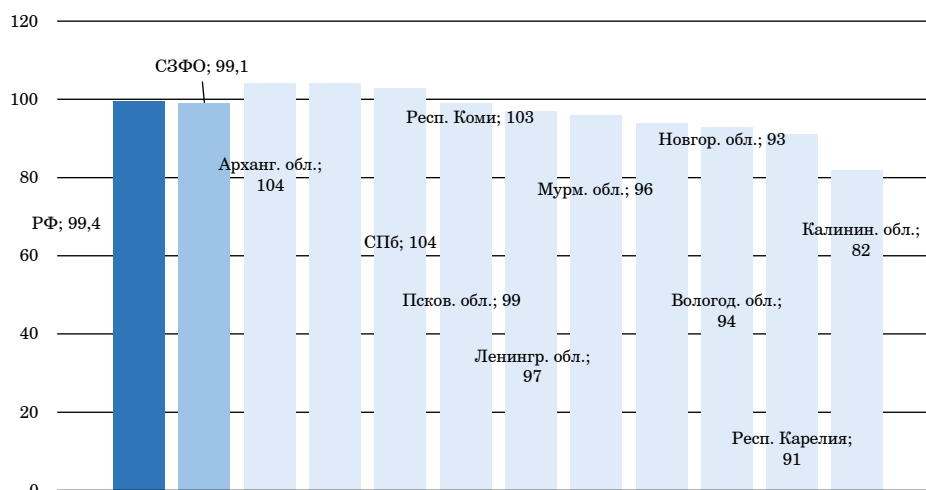 120
СЗФО; 99,1
100
Респ. Коми; 103
Новгор. обл.; 93
Арханг. обл.;
104
80
Мурм. обл.; 96
РФ; 99,4
Калинин. обл.;
82
СПб; 104
60
Псков. обл.; 99
Вологод. обл.;
94
40
Ленингр. обл.;
97
20
Респ. Карелия;
91
0